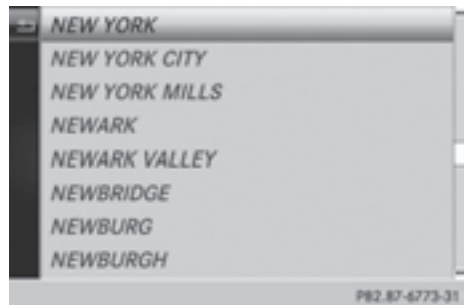 NEW YORK
NEW YORK CITY
NEW YORK MILLS
NEWARK
NEWARK VALLEY
NEWBRIDGE
NEWBURG
NEWBURGH
P82.87-6773-31